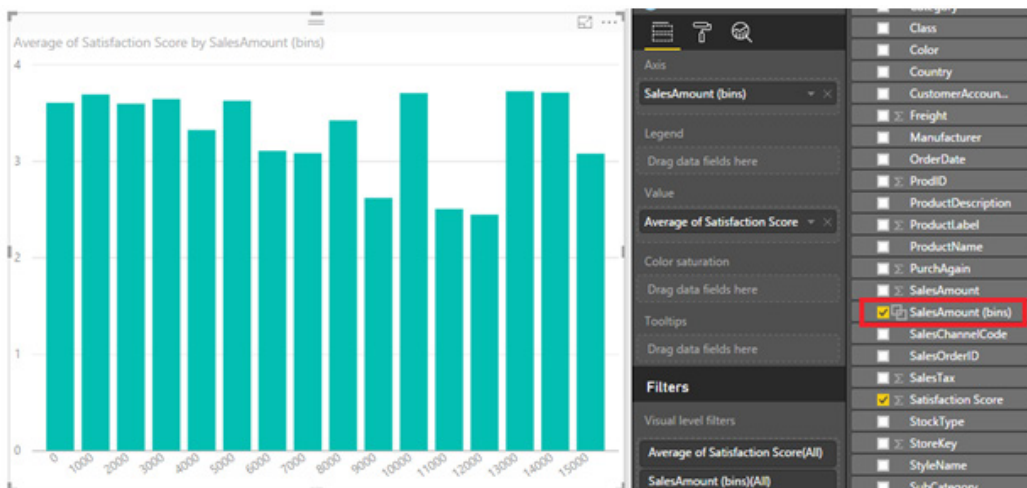 Average of Satisfaction Score by SalesAmount (bins)
4
3
2
1
0
0 1000 2000 3000 4000 5000 6000 7000 8000 9000 10000 11000 12000 13000 14000 15000
Axis
SalesAmount (bins)
Legend
Drag data fields here
Value
Average of Satisfaction Score
Color saturation
Drag data fields here
Tooltips
Drag data fields here
Filters
Visual level filters
Average of Satisfaction Score(All)
SalesAmount (bins)(All)
Category
Class
Color
Country
CustomerAccoun...
Freight
Manufacturer
OrderDate
ProdID
ProductDescription
ProductLabel
ProductName
PurchAgain
SalesAmount
SalesAmount (bins)
SalesChannelCode
SalesOrderID
SalesTax
Satisfaction Score
StockType
StoreKey
StyleName
SubCategory